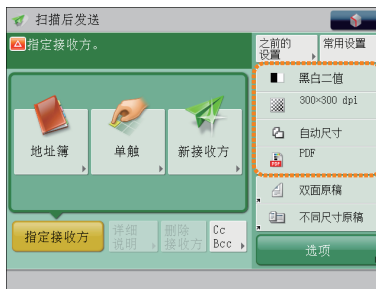 扫描后发送
指定接收方。
之前的
设置
常用设置
黑白二值
300×300 dpi
自动尺寸
PDF
PDF
地址簿
单触
新接收方
双面原稿
不同尺寸原稿
指定接收方
详细
说明
删除
接收方
Cc
Bcc
选项